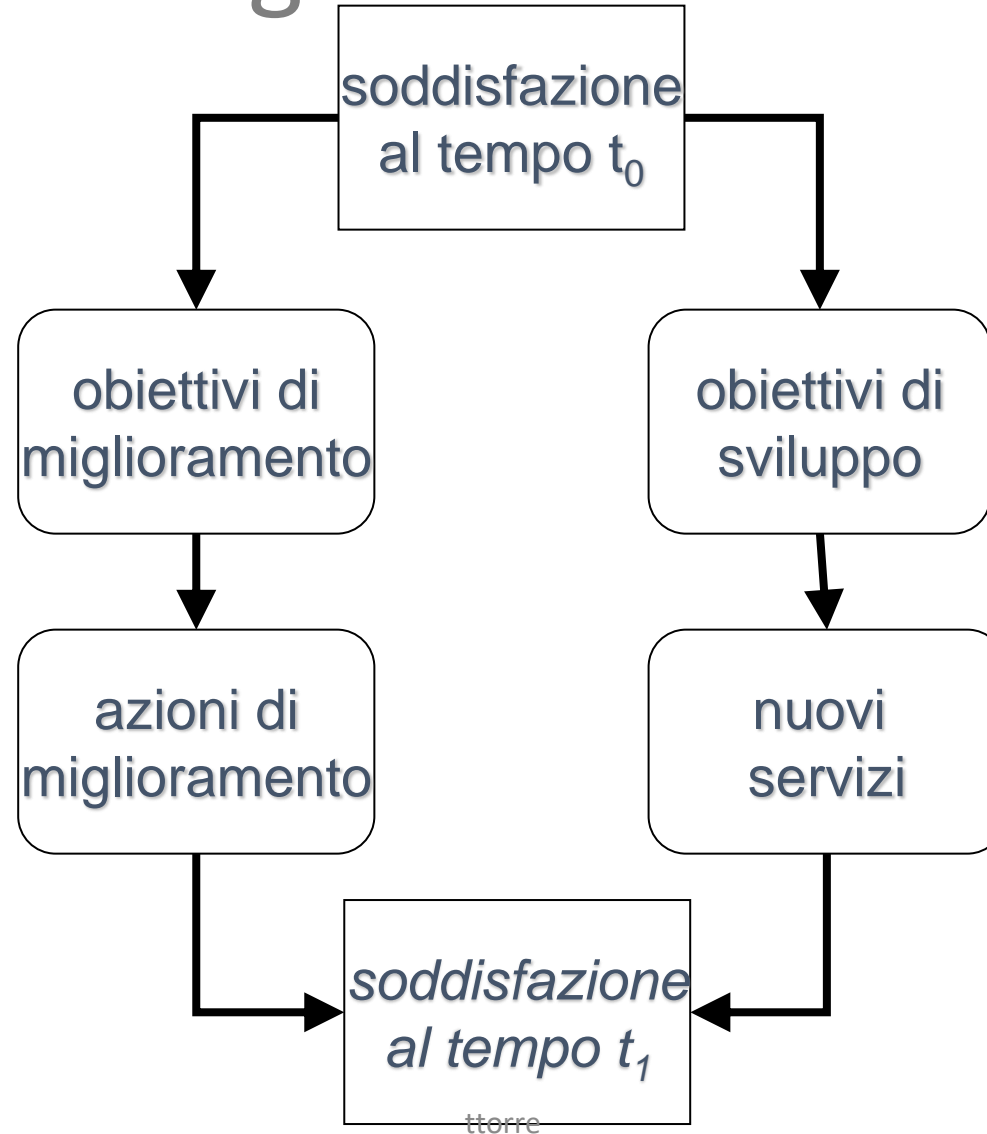 soddisfazione
al tempo t₀
obiettivi di
miglioramento
obiettivi di
sviluppo
azioni di
miglioramento
nuovi
servizi
soddisfazione
al tempo t₁
ttorre